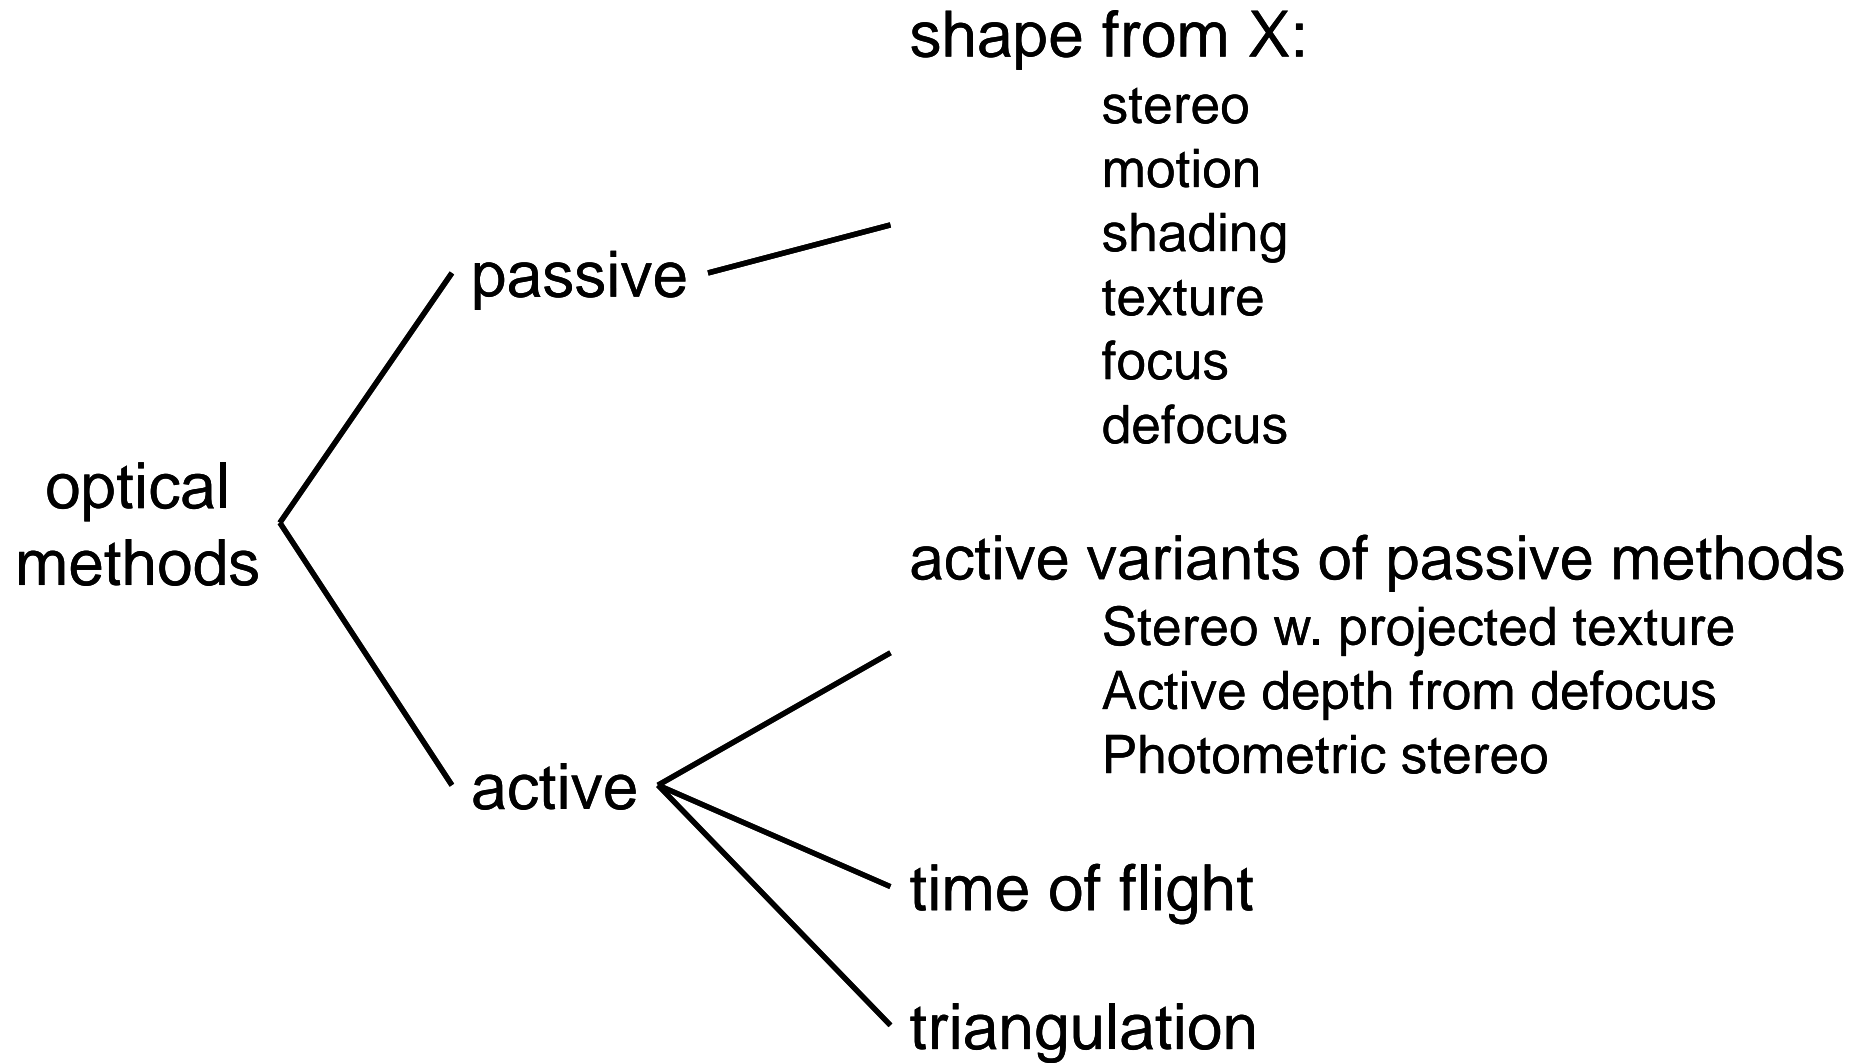 shape from X:
stereo
motion
shading
texture
focus
defocus
passive
optical
methods
active variants of passive methods
Stereo w. projected texture
Active depth from defocus
Photometric stereo
active
time of flight
triangulation